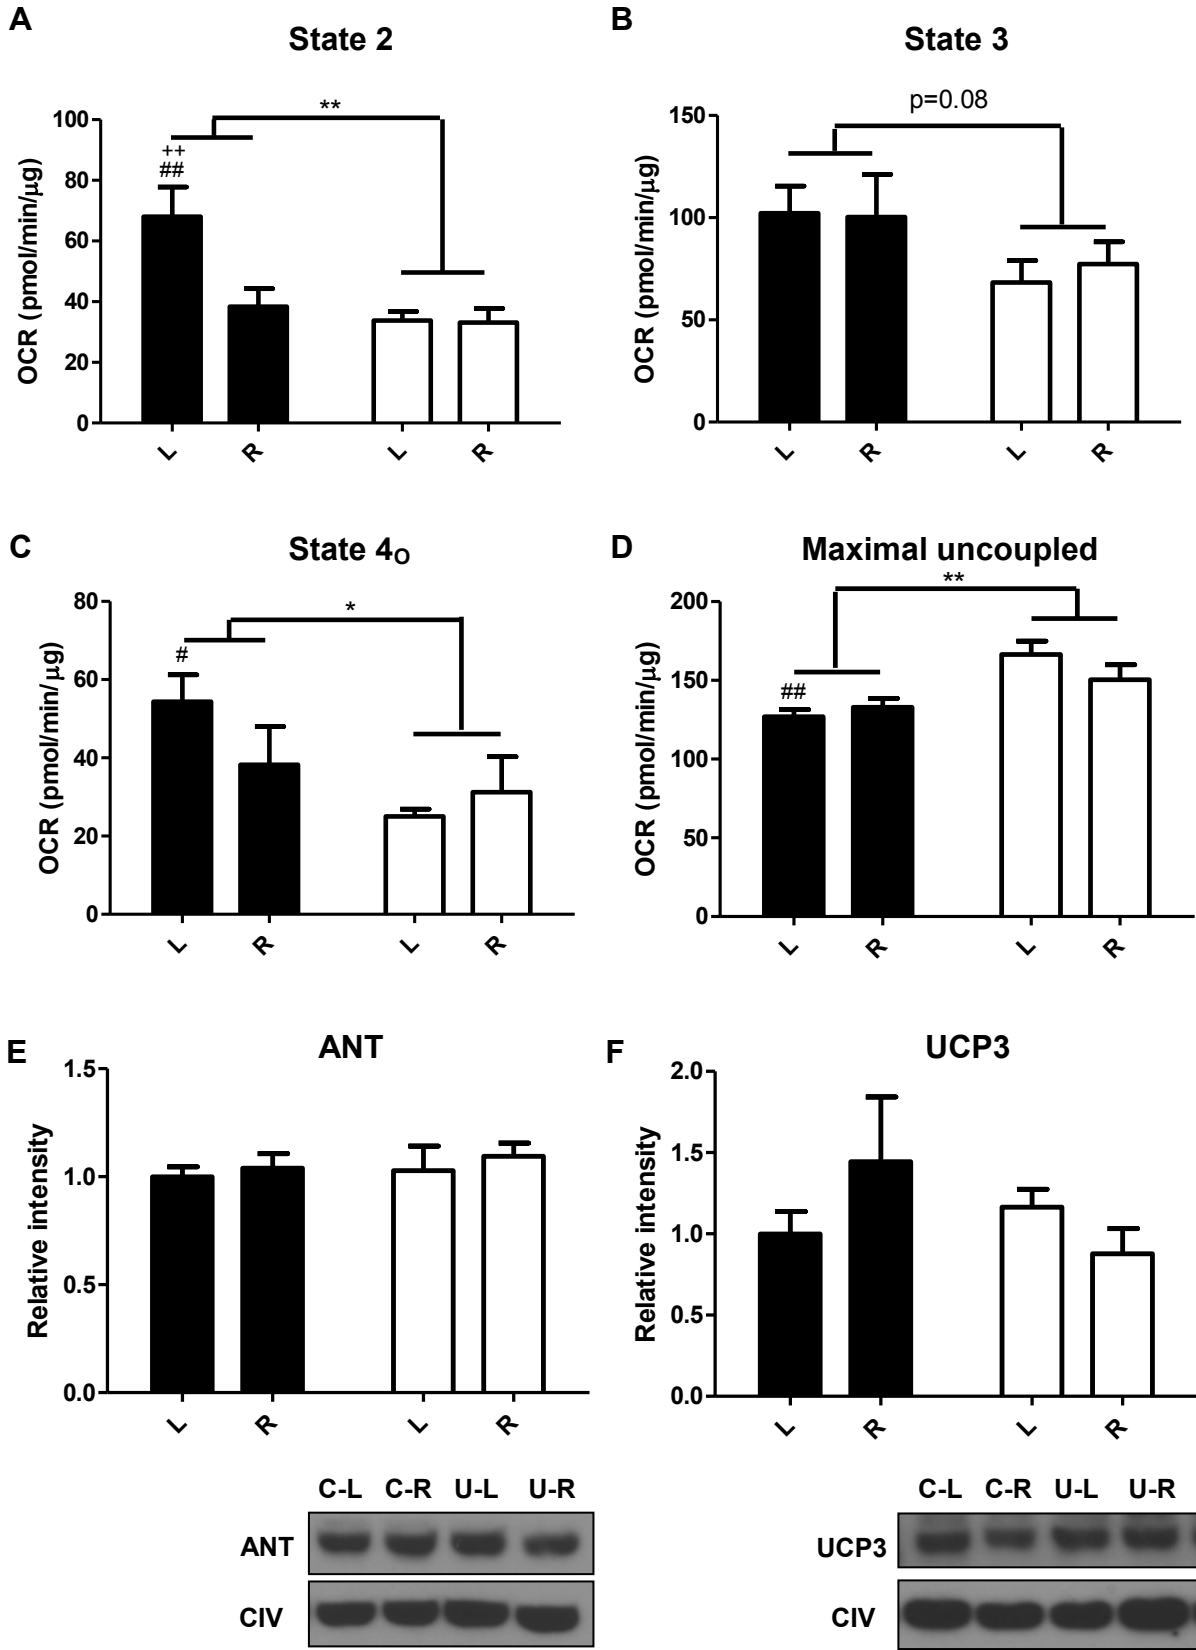 A
State 2
OCR (pmol/min/μg)
100
80
60
40
20
0
**
++
##
L
R
L
R
B
State 3
OCR (pmol/min/μg)
150
100
50
0
p=0.08
L
R
L
R
C
State 4O
OCR (pmol/min/μg)
80
60
40
20
0
*
#
L
R
L
R
D
Maximal uncoupled
OCR (pmol/min/μg)
200
150
100
50
0
**
##
L
R
L
R
E
ANT
Relative intensity
1.5
1.0
0.5
0.0
L
R
L
R
C-L C-R U-L U-R
ANT
CIV
F
UCP3
Relative intensity
2.0
1.5
1.0
0.5
0.0
L
R
L
R
C-L C-R U-L U-R
UCP3
CIV